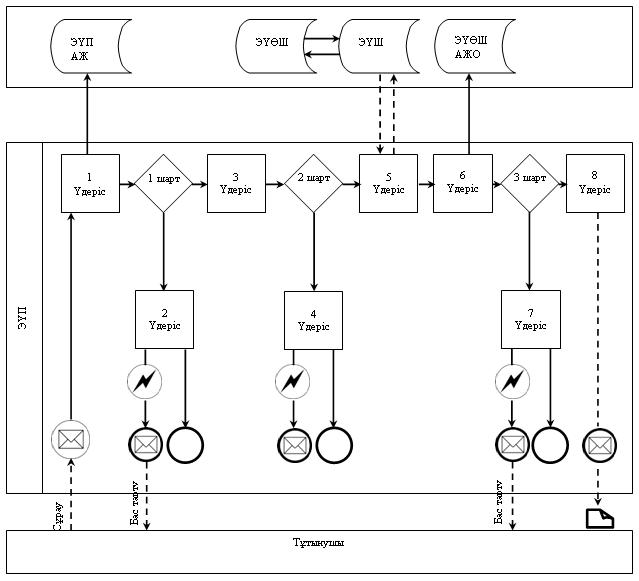 ЭҮП
АЖ
ЭҮӨШ
ЭҮШ
ЭҮӨШ
АЖО
1
Үдеріс
1 шарт
3
Үдеріс
2 шарт
5
Үдеріс
6
Үдеріс
3 шарт
8
Үдеріс
2
Үдеріс
4
Үдеріс
7
Үдеріс
ЭҮП
Сұрау
Бас тарту
Бас тарту
Тұтынушы